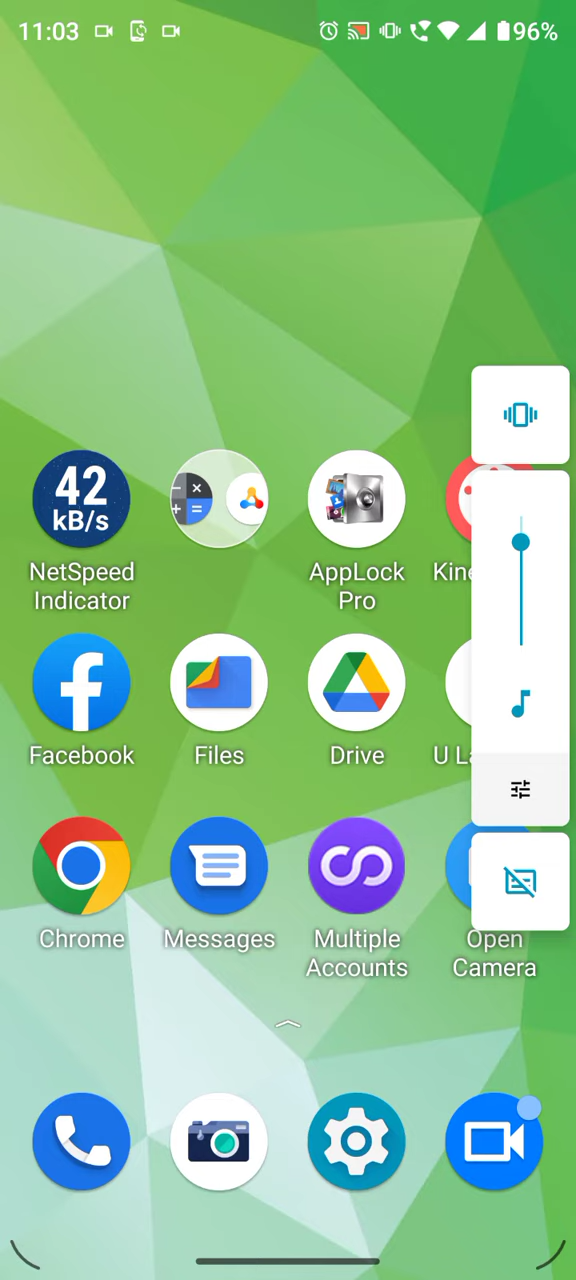 11:03 96%
42
kB/s
NetSpeed
Indicator
AppLock
Pro
Kine
Facebook
Files
Drive
U La
Chrome
Messages
Multiple
Accounts
Open
Camera